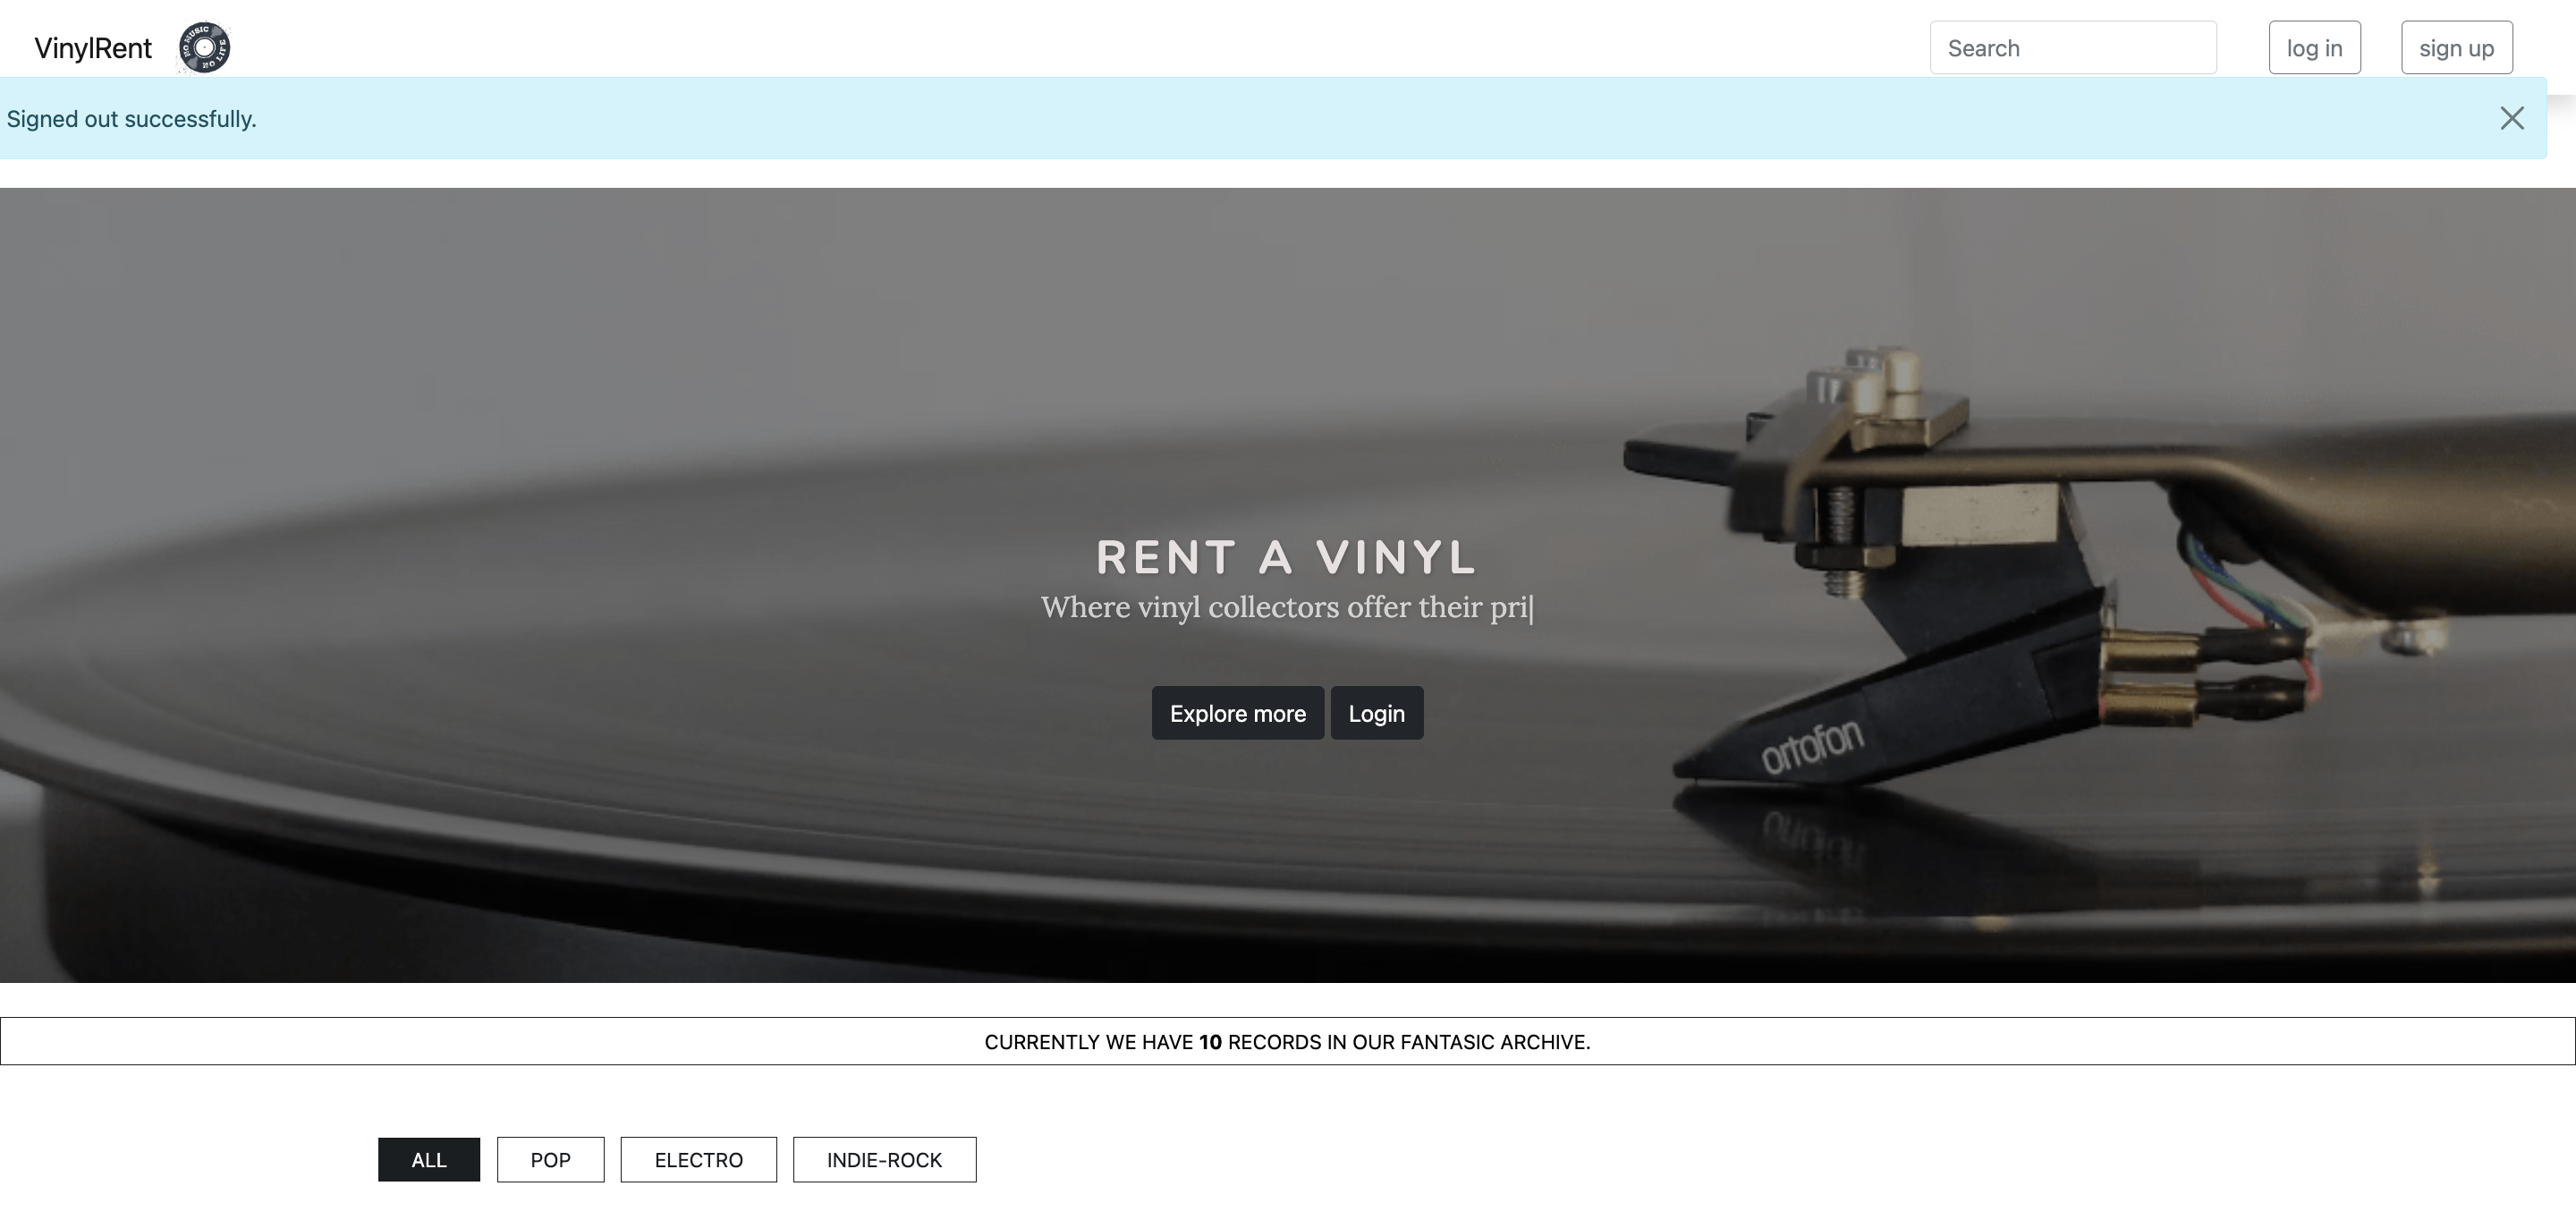 VinylRent
NO MUSIC NO LIFE
Search
log in
sign up
Signed out successfully.
RENT A VINYL
Where vinyl collectors offer their pri|
Explore more
Login
ortofon
CURRENTLY WE HAVE 10 RECORDS IN OUR FANTASIC ARCHIVE.
ALL
POP
ELECTRO
INDIE-ROCK